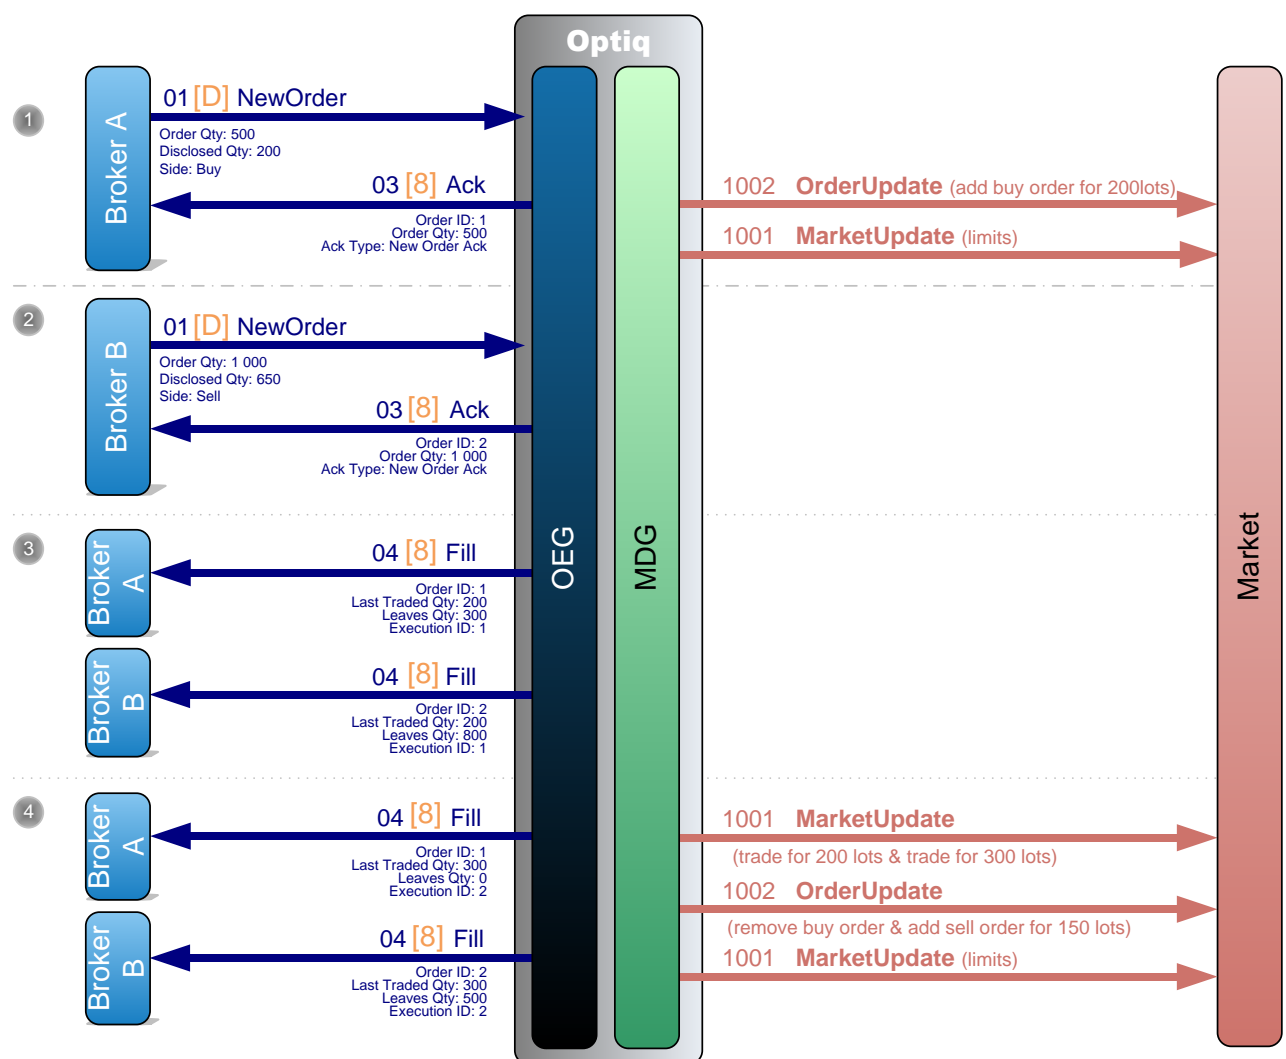 Optiq
1
Broker A
01 [D] NewOrder
Order Qty: 500
Disclosed Qty: 200
Side: Buy
03 [8] Ack
Order ID: 1
Order Qty: 500
Ack Type: New Order Ack
1002 OrderUpdate (add buy order for 200lots)
1001 MarketUpdate (limits)
2
Broker B
01 [D] NewOrder
Order Qty: 1 000
Disclosed Qty: 650
Side: Sell
03 [8] Ack
Order ID: 2
Order Qty: 1 000
Ack Type: New Order Ack
OEG
MDG
Market
3
Broker
A
04 [8] Fill
Order ID: 1
Last Traded Qty: 200
Leaves Qty: 300
Execution ID: 1
Broker
B
04 [8] Fill
Order ID: 2
Last Traded Qty: 200
Leaves Qty: 800
Execution ID: 1
4
Broker
A
04 [8] Fill
Order ID: 1
Last Traded Qty: 300
Leaves Qty: 0
Execution ID: 2
1001 MarketUpdate
(trade for 200 lots & trade for 300 lots)
1002 OrderUpdate
(remove buy order & add sell order for 150 lots)
1001 MarketUpdate (limits)
Broker
B
04 [8] Fill
Order ID: 2
Last Traded Qty: 300
Leaves Qty: 500
Execution ID: 2